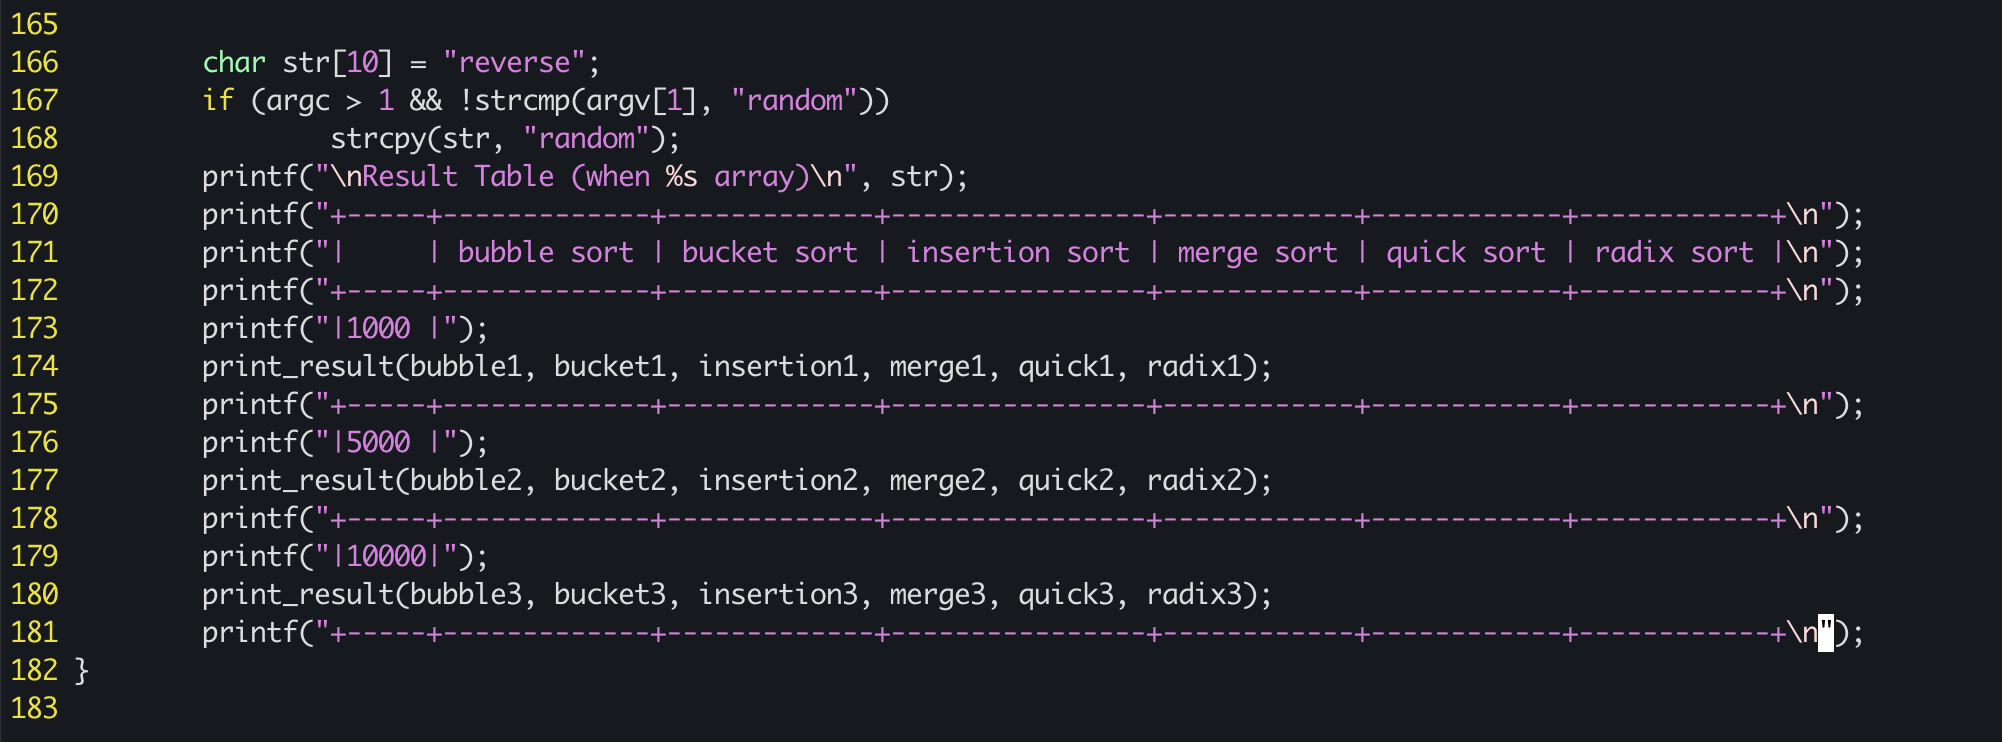 165
166         char str[10] = "reverse";
167         if (argc > 1 && !strcmp(argv[1], "random"))
168                 strcpy(str, "random");
169         printf("\nResult Table (when %s array)\n", str);
170         printf("+-----+-------------+-------------+----------------+------------+------------+------------+\n");
171         printf("|     | bubble sort | bucket sort | insertion sort | merge sort | quick sort | radix sort |\n");
172         printf("+-----+-------------+-------------+----------------+------------+------------+------------+\n");
173         printf("|1000 |");
174         print_result(bubble1, bucket1, insertion1, merge1, quick1, radix1);
175         printf("+-----+-------------+-------------+----------------+------------+------------+------------+\n");
176         printf("|5000 |");
177         print_result(bubble2, bucket2, insertion2, merge2, quick2, radix2);
178         printf("+-----+-------------+-------------+----------------+------------+------------+------------+\n");
179         printf("|10000|");
180         print_result(bubble3, bucket3, insertion3, merge3, quick3, radix3);
181         printf("+-----+-------------+-------------+----------------+------------+------------+------------+\n");
182 }
183